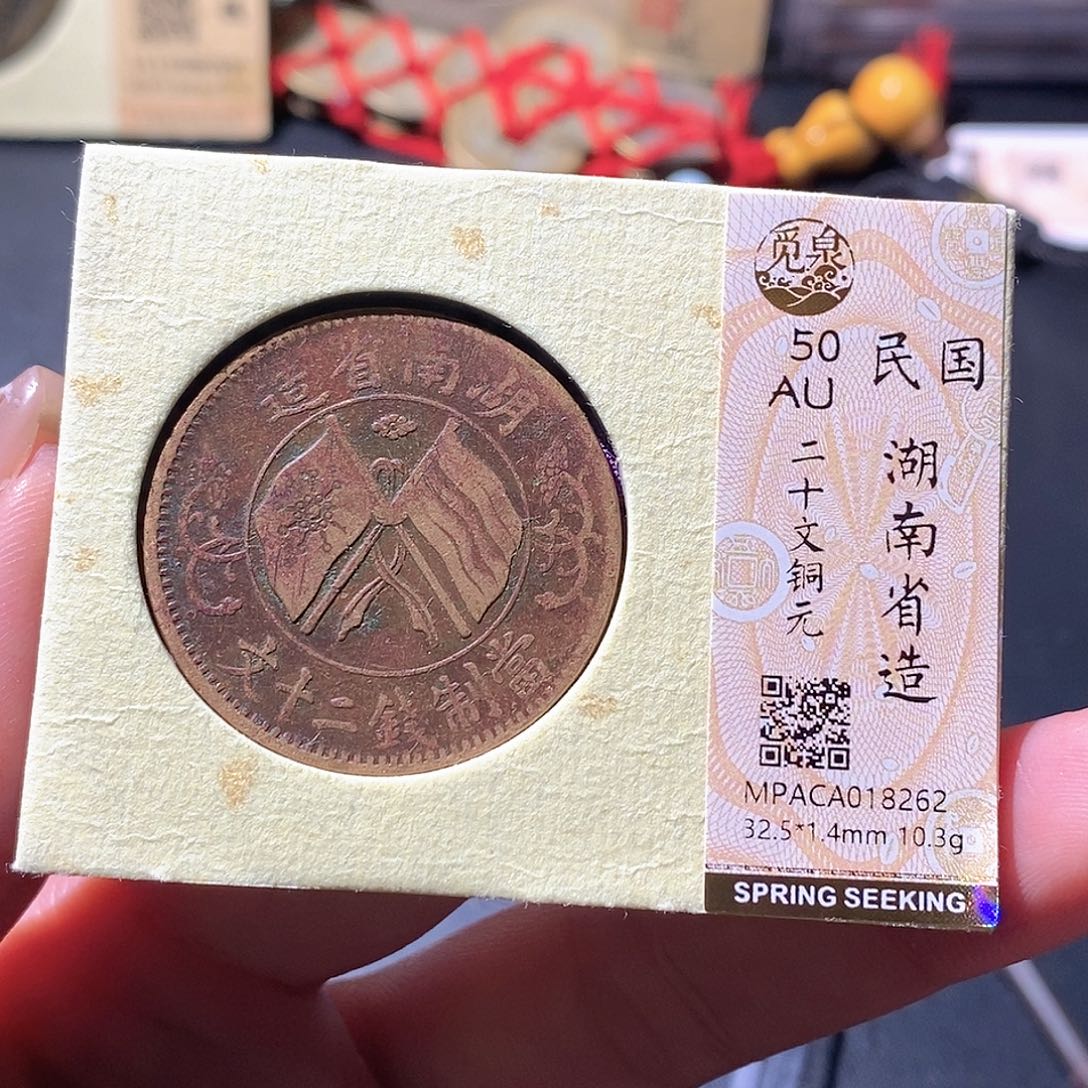 湖南省造
當制錢二十文
觅泉
50
AU
民国
湖南省造
二十文铜元
MPACA018262
32.5*1.4mm 10.3g
SPRING SEEKING